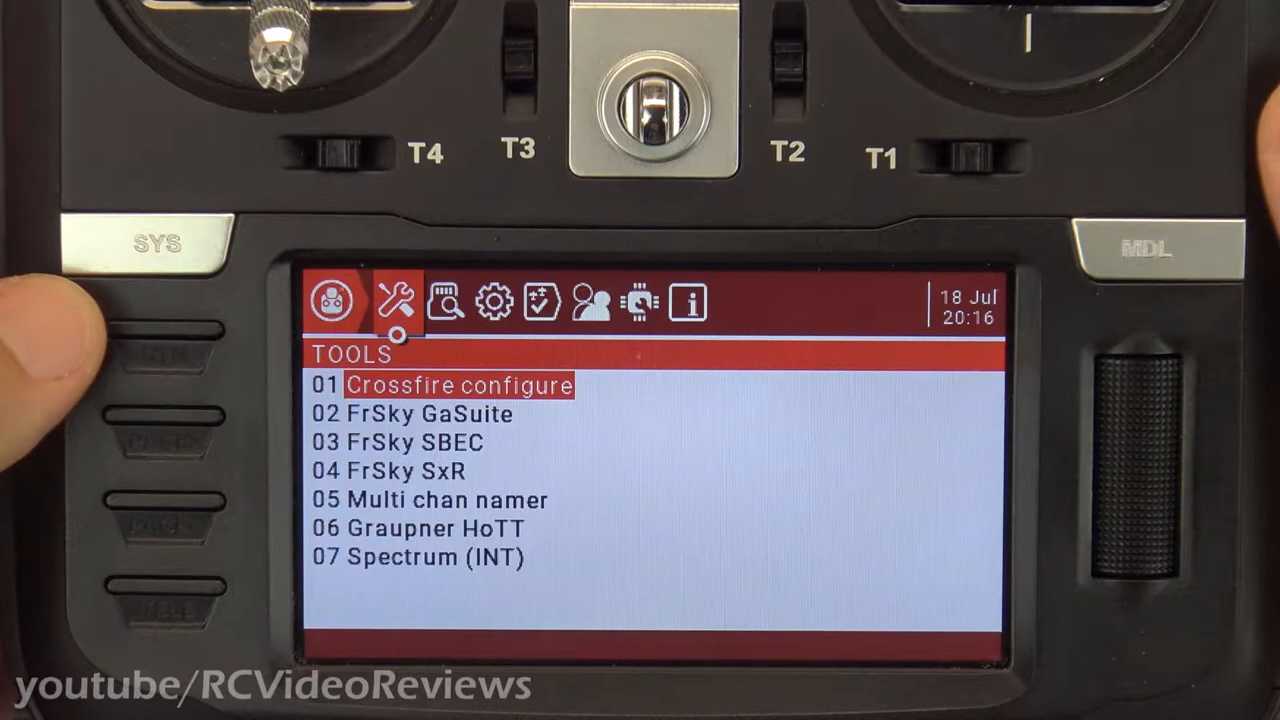 T4
T3
T2
T1
SYS
MDL
18 Jul
20:16
TOOLS
01 Crossfire configure
02 FrSky GaSuite
03 FrSky SBEC
04 FrSky SxR
05 Multi chan namer
06 Graupner HoTT
07 Spectrum (INT)
youtube/RCVideoReviews